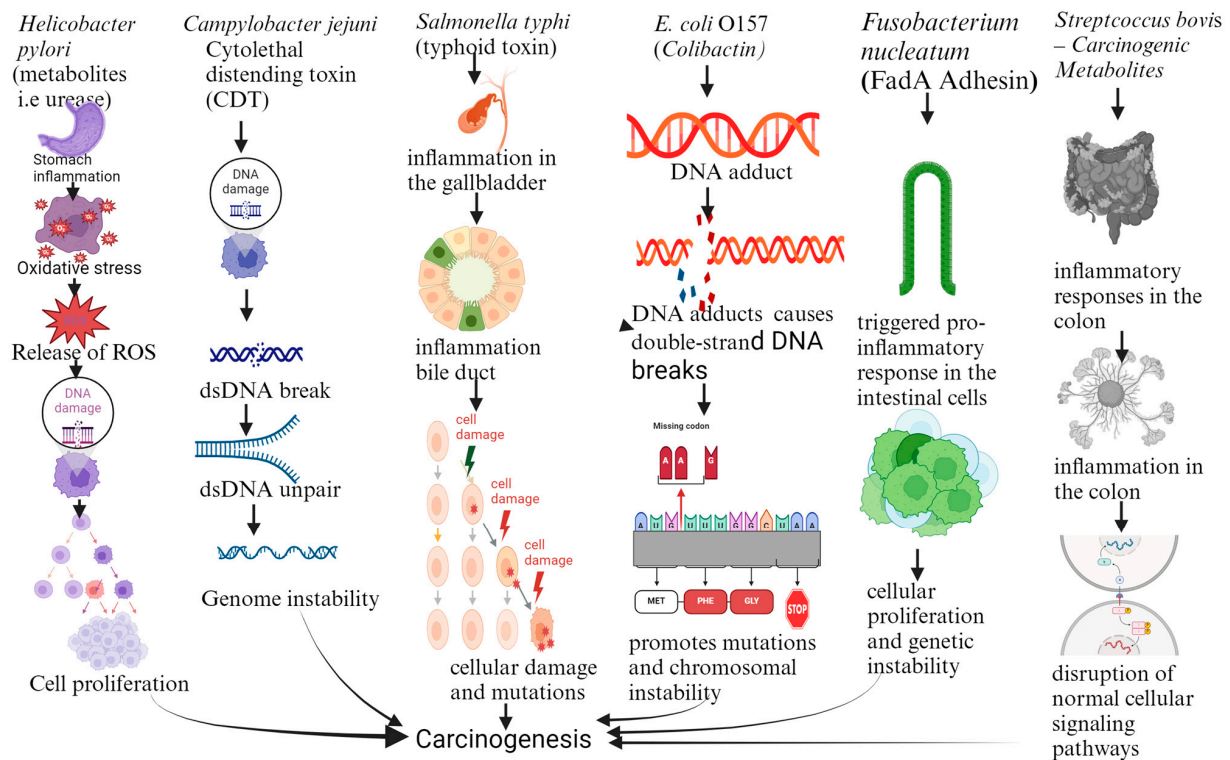 Helicobacter
pylori
(metabolites
i.e urease)
Stomach
inflammation
Oxidative stress
Release of ROS
DNA
damage
Cell proliferation
Campylobacter jejuni
Cytolethal
distending toxin
(CDT)
DNA
damage
dsDNA break
dsDNA unpair
Genome instability
Salmonella typhi
(typhoid toxin)
inflammation in
the gallbladder
inflammation
bile duct
cell
damage
cell
damage
cell
damage
cellular damage
and mutations
E. coli O157
(Colibactin)
DNA adduct
DNA adducts causes
double-strand DNA
breaks
Missing codon
A A G
A U G U U U G G C U A A
MET PHE GLY STOP
promotes mutations
and chromosomal
instability
Fusobacterium
nucleatum
(FadA Adhesin)
triggered pro-
inflammatory
response in the
intestinal cells
cellular
proliferation
and genetic
instability
Streptcoccus bovis
– Carcinogenic
Metabolites
inflammatory
responses in the
colon
inflammation in
the colon
disruption of
normal cellular
signaling
pathways
Carcinogenesis